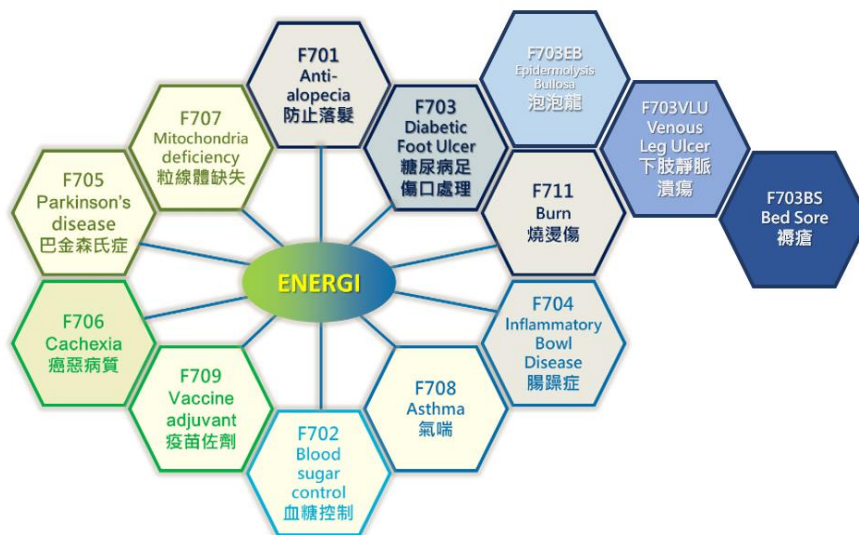 F701
Anti-
alopecia
防止落髮
F703EB
Epidermolysis
Bullosa
泡泡龍
F707
Mitochondria
deficiency
粒線體缺失
F703
Diabetic
Foot Ulcer
糖尿病足
傷口處理
F703VLU
Venous
Leg Ulcer
下肢靜脈
潰瘍
F705
Parkinson's
disease
巴金森氏症
F711
Burn
燒燙傷
F703BS
Bed Sore
褥瘡
ENERGI
F706
Cachexia
癌惡病質
F704
Inflammatory
Bowl
Disease
腸躁症
F709
Vaccine
adjuvant
疫苗佐劑
F708
Asthma
氣喘
F702
Blood
sugar
control
血糖控制